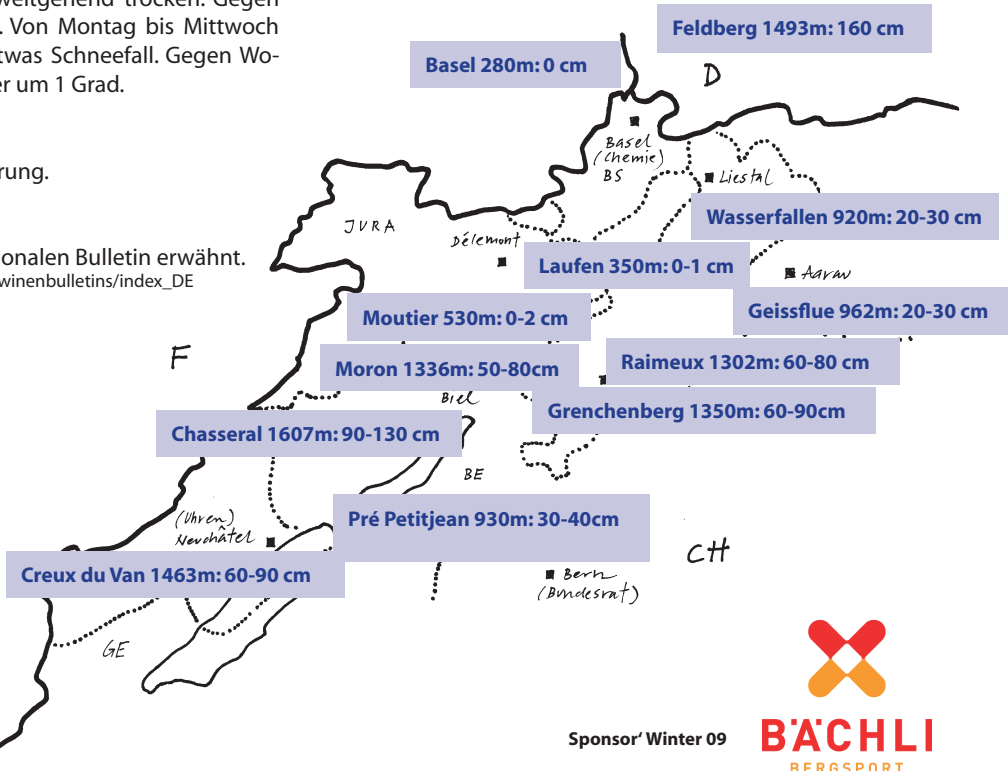 weitgehend trocken. Gegen
. Von Montag bis Mittwoch
twas Schneefall. Gegen Wo-
er um 1 Grad.
rung.
onalen Bulletin erwähnt.
winenbulletins/index_DE
Feldberg 1493m: 160 cm
Basel 280m: 0 cm
D
Basel
(Chemie)
BS
Liestal
JURA
Wasserfallen 920m: 20-30 cm
Délemont
Laufen 350m: 0-1 cm
Aarau
Moutier 530m: 0-2 cm
Geissflue 962m: 20-30 cm
F
Moron 1336m: 50-80cm
Raimeux 1302m: 60-80 cm
Biel
Grenchenberg 1350m: 60-90cm
Chasseral 1607m: 90-130 cm
BE
Pré Petitjean 930m: 30-40cm
(Uhren)
Neuchâtel
CH
Creux du Van 1463m: 60-90 cm
Bern
(Bundesrat)
GE
Sponsor' Winter 09
BÄCHLI
BERGSPORT